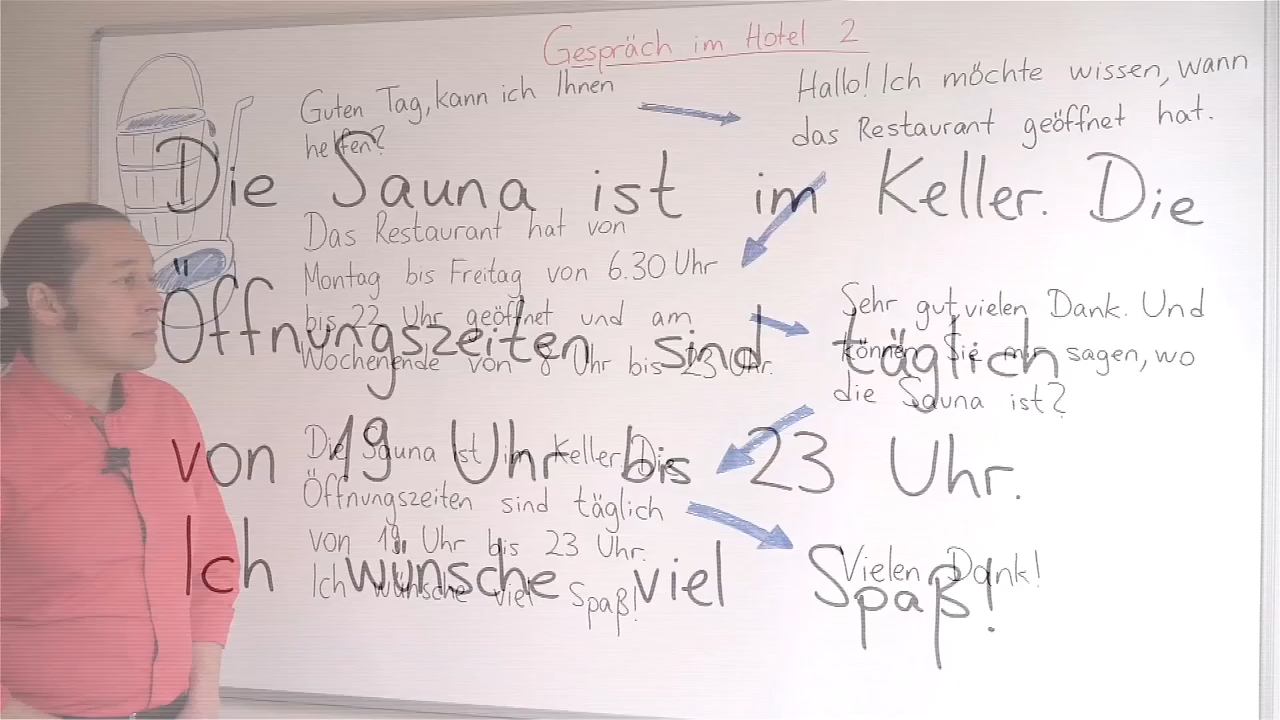 Gespräch im Hotel 2
Guten Tag, kann ich Ihnen
helfen?
Hallo! Ich möchte wissen, wann
das Restaurant geöffnet hat.
Das Restaurant hat von
Montag bis Freitag von 6.30 Uhr
bis 22 Uhr geöffnet und am
Wochenende von 8 Uhr bis 23 Uhr.
Sehr gut, vielen Dank. Und
können Sie mir sagen, wo
die Sauna ist?
Die Sauna ist im Keller. Die
Öffnungszeiten sind täglich
von 19 Uhr bis 23 Uhr.
Ich wünsche viel Spaß!
Vielen Dank!
Die Sauna ist im Keller. Die
Öffnungszeiten sind täglich
von 19 Uhr bis 23 Uhr.
Ich wünsche viel Spaß!